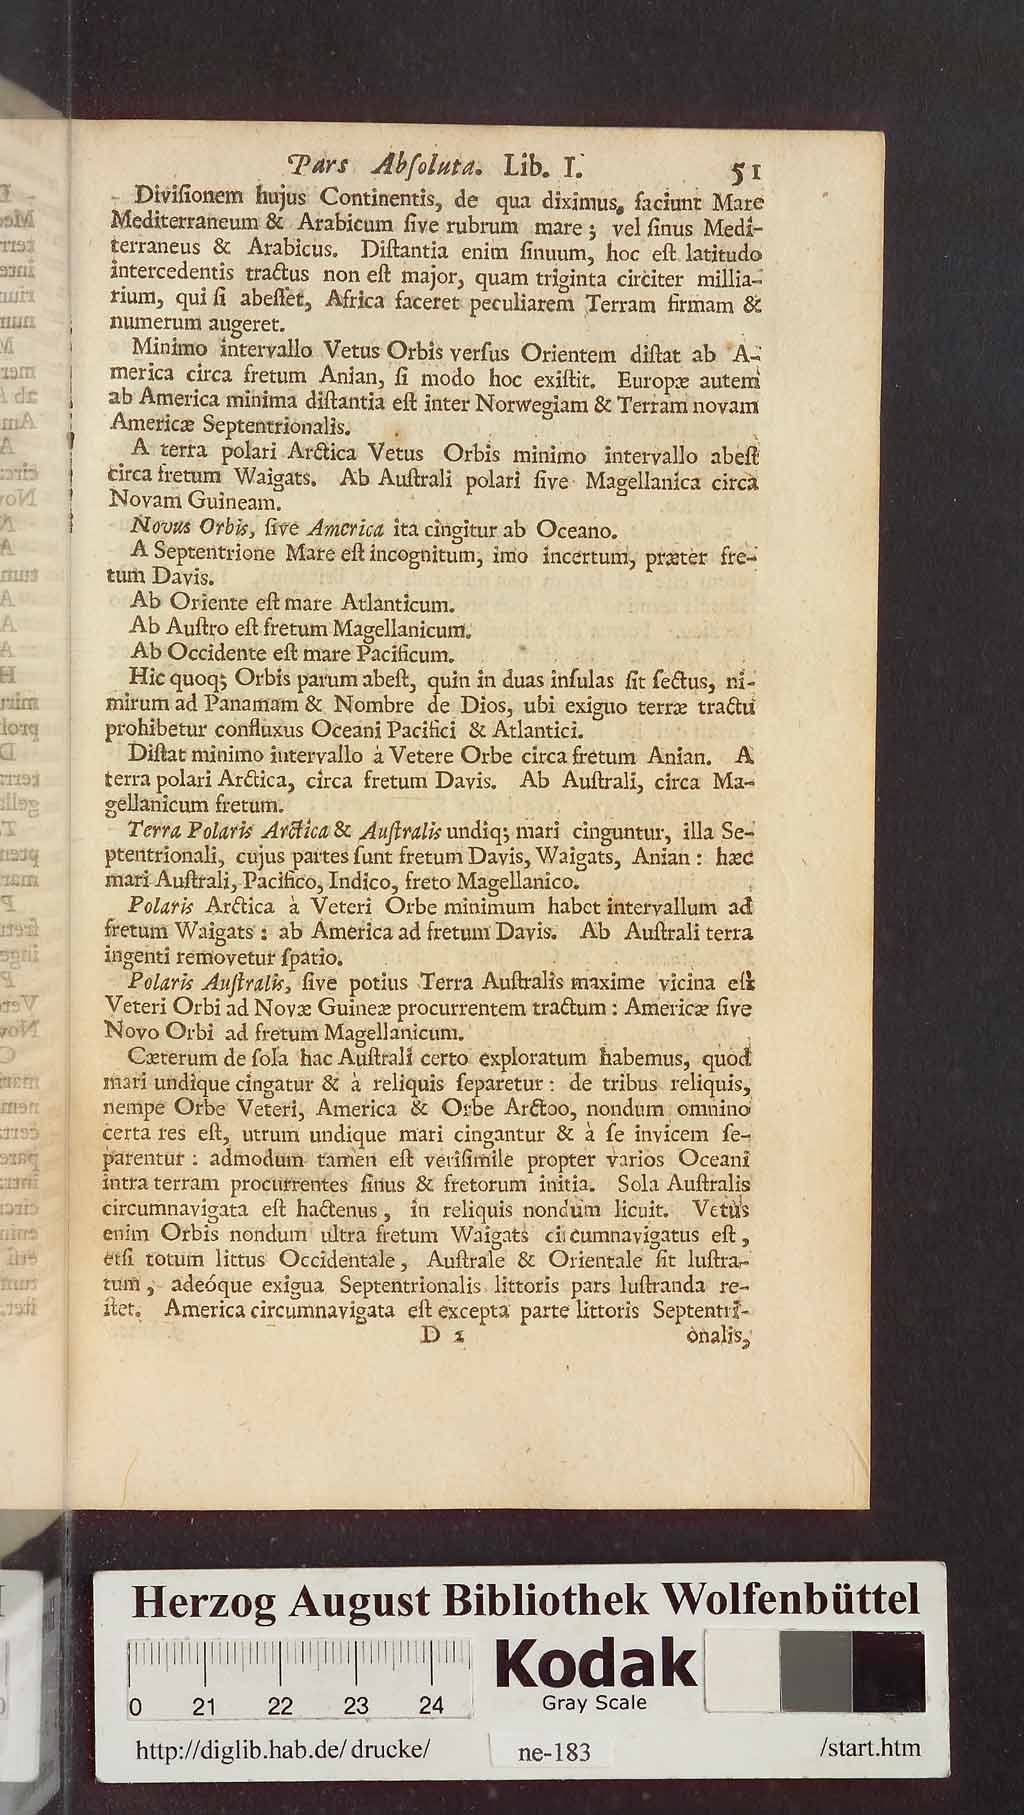 Pars Abſoluta. Lib. I. 51
Diviſionem hujus Continentis, de qua diximus, faciunt Mare
Mediterraneum & Arabicum ſive rubrum mare; vel ſinus Medi-
terraneus & Arabicus. Diſtantia enim ſinuum, hoc eſt latitudo
intercedentis tractus non eſt major, quam triginta circiter millia-
rium, qui ſi abeſſet, Africa faceret peculiarem Terram firmam &
numerum augeret.
Minimo intervallo Vetus Orbis verſus Orientem diſtat ab A-
merica circa fretum Anian, ſi modo hoc exiſtit. Europæ autem
ab America minima diſtantia eſt inter Norwegiam & Terram novam
Americæ Septentrionalis.
A terra polari Arctica Vetus Orbis minimo intervallo abeſt
circa fretum Waigats. Ab Auſtrali polari ſive Magellanica circa
Novam Guineam.
Novus Orbis, ſive America ita cingitur ab Oceano.
A Septentrione Mare eſt incognitum, imo incertum, præter fre-
tum Davis.
Ab Oriente eſt mare Atlanticum.
Ab Auſtro eſt fretum Magellanicum.
Ab Occidente eſt mare Pacificum.
Hic quoq; Orbis parum abeſt, quin in duas inſulas ſit ſectus, ni-
mirum ad Panamam & Nombre de Dios, ubi exiguo terræ tractu
prohibetur confluxus Oceani Pacifici & Atlantici.
Diſtat minimo intervallo à Vetere Orbe circa fretum Anian. A
terra polari Arctica, circa fretum Davis. Ab Auſtrali, circa Ma-
gellanicum fretum.
Terra Polaris Arctica & Auſtralis undiq; mari cinguntur, illa Se-
ptentrionali, cujus partes ſunt fretum Davis, Waigats, Anian: hæc
mari Auſtrali, Pacifico, Indico, freto Magellanico.
Polaris Arctica à Veteri Orbe minimum habet intervallum ad
fretum Waigats: ab America ad fretum Davis. Ab Auſtrali terra
ingenti removetur ſpatio.
Polaris Auſtralis, ſive potius Terra Auſtralis maxime vicina eſt
Veteri Orbi ad Novæ Guineæ procurrentem tractum: Americæ ſive
Novo Orbi ad fretum Magellanicum.
Cæterum de ſola hac Auſtrali certo exploratum habemus, quod
mari undique cingatur & à reliquis ſeparetur: de tribus reliquis,
nempe Orbe Veteri, America & Orbe Arctoo, nondum omnino
certa res eſt, utrum undique mari cingantur & à ſe invicem ſe-
parentur: admodum tamen eſt veriſimile propter varios Oceani
intra terram procurrentes ſinus & fretorum initia. Sola Auſtralis
circumnavigata eſt hactenus, in reliquis nondum licuit. Vetus
enim Orbis nondum ultra fretum Waigats circumnavigatus eſt,
etſi totum littus Occidentale, Auſtrale & Orientale ſit luſtra-
tum, adeóque exigua Septentrionalis littoris pars luſtranda re-
ſtet. America circumnavigata eſt excepta parte littoris Septentri-
D 2 onalis,
Herzog August Bibliothek Wolfenbüttel
0 21 22 23 24
Kodak
Gray Scale
http://diglib.hab.de/drucke/ ne-183 /start.htm